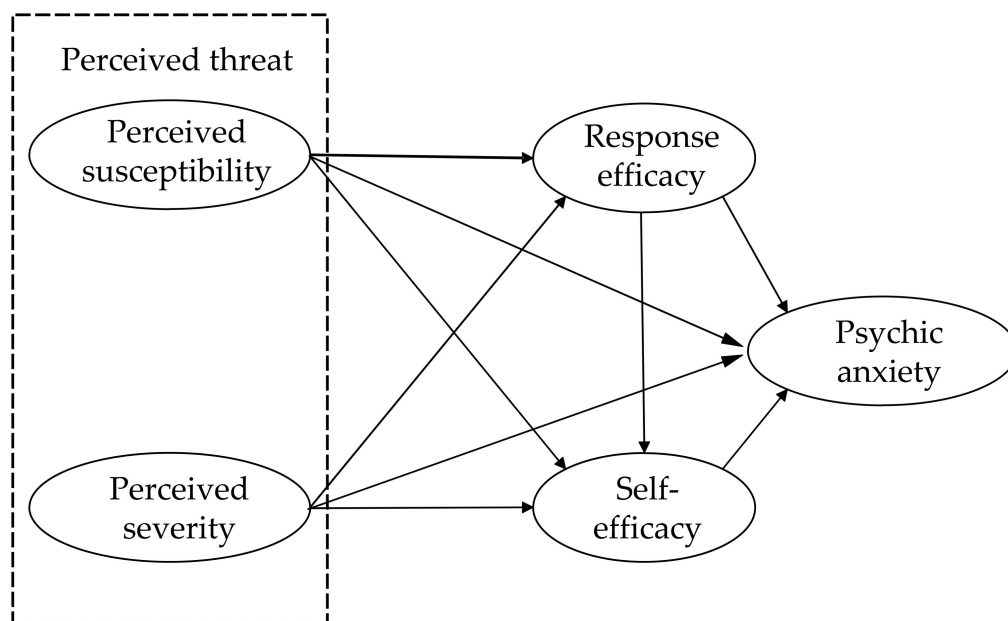 Perceived threat
Perceived
susceptibility
Response
efficacy
Psychic
anxiety
Perceived
severity
Self-
efficacy